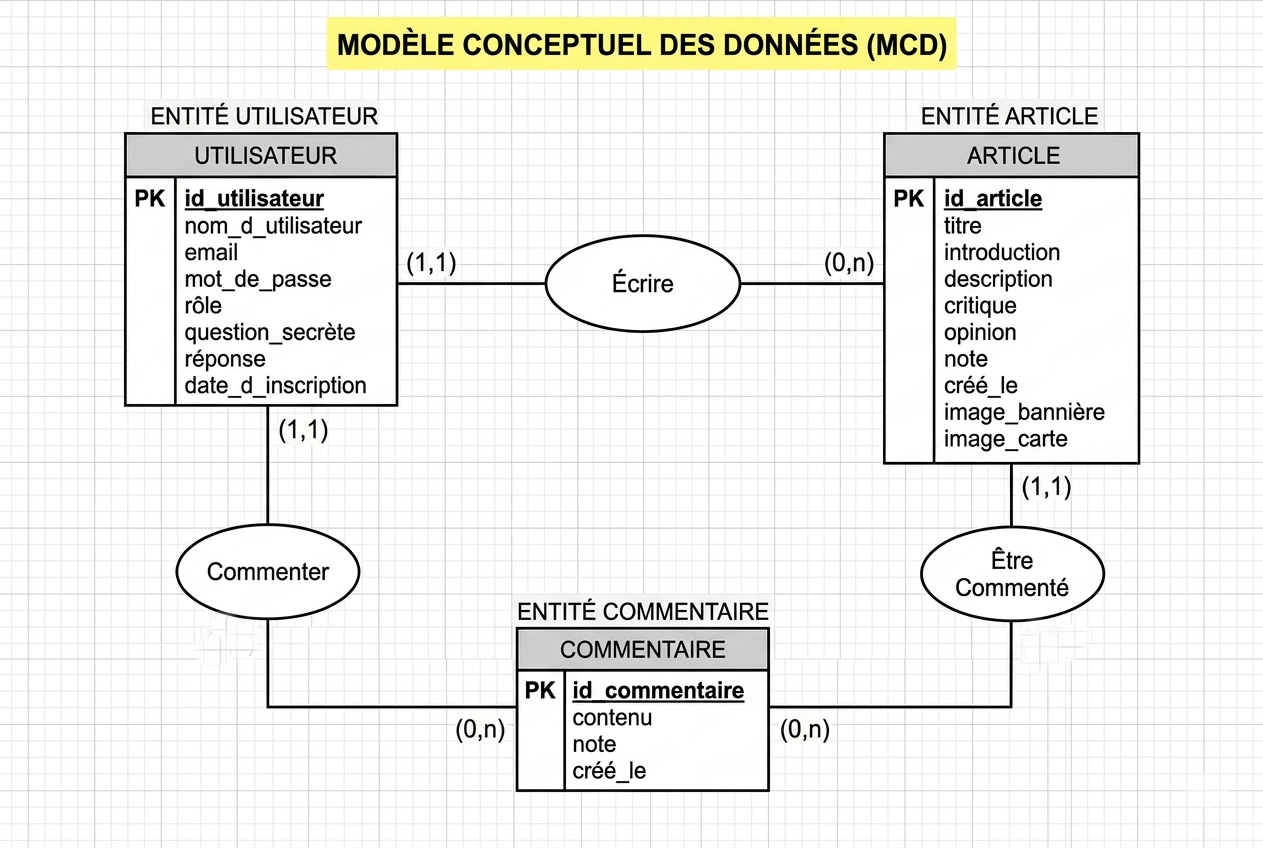 MODÈLE CONCEPTUEL DES DONNÉES (MCD)
ENTITÉ UTILISATEUR
UTILISATEUR
PK id_utilisateur
nom_d_utilisateur
email
mot_de_passe
rôle
question_secrète
réponse
date_d_inscription
(1,1)
Écrire
(0,n)
ENTITÉ ARTICLE
ARTICLE
PK id_article
titre
introduction
description
critique
opinion
note
créé_le
image_bannière
image_carte
(1,1)
Commenter
(1,1)
Être
Commenté
ENTITÉ COMMENTAIRE
COMMENTAIRE
PK id_commentaire
contenu
note
créé_le
(0,n)
(0,n)